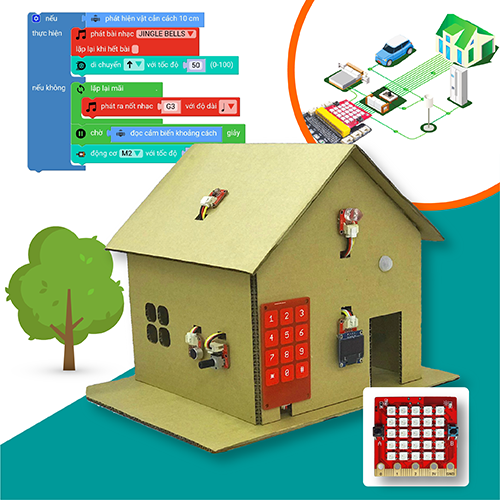 nếu phát hiện vật cản cách 10 cm
thực hiện phát bài nhạc JINGLE BELLS
lặp lại khi hết bài
di chuyển với tốc độ 50 (0-100)
nếu không lặp lại mãi
phát ra nốt nhạc G3 với độ dài
chờ đọc cảm biến khoảng cách giây
động cơ M2 với tốc độ
1 2 3
4 5 6
7 8 9
* 0 #
A B